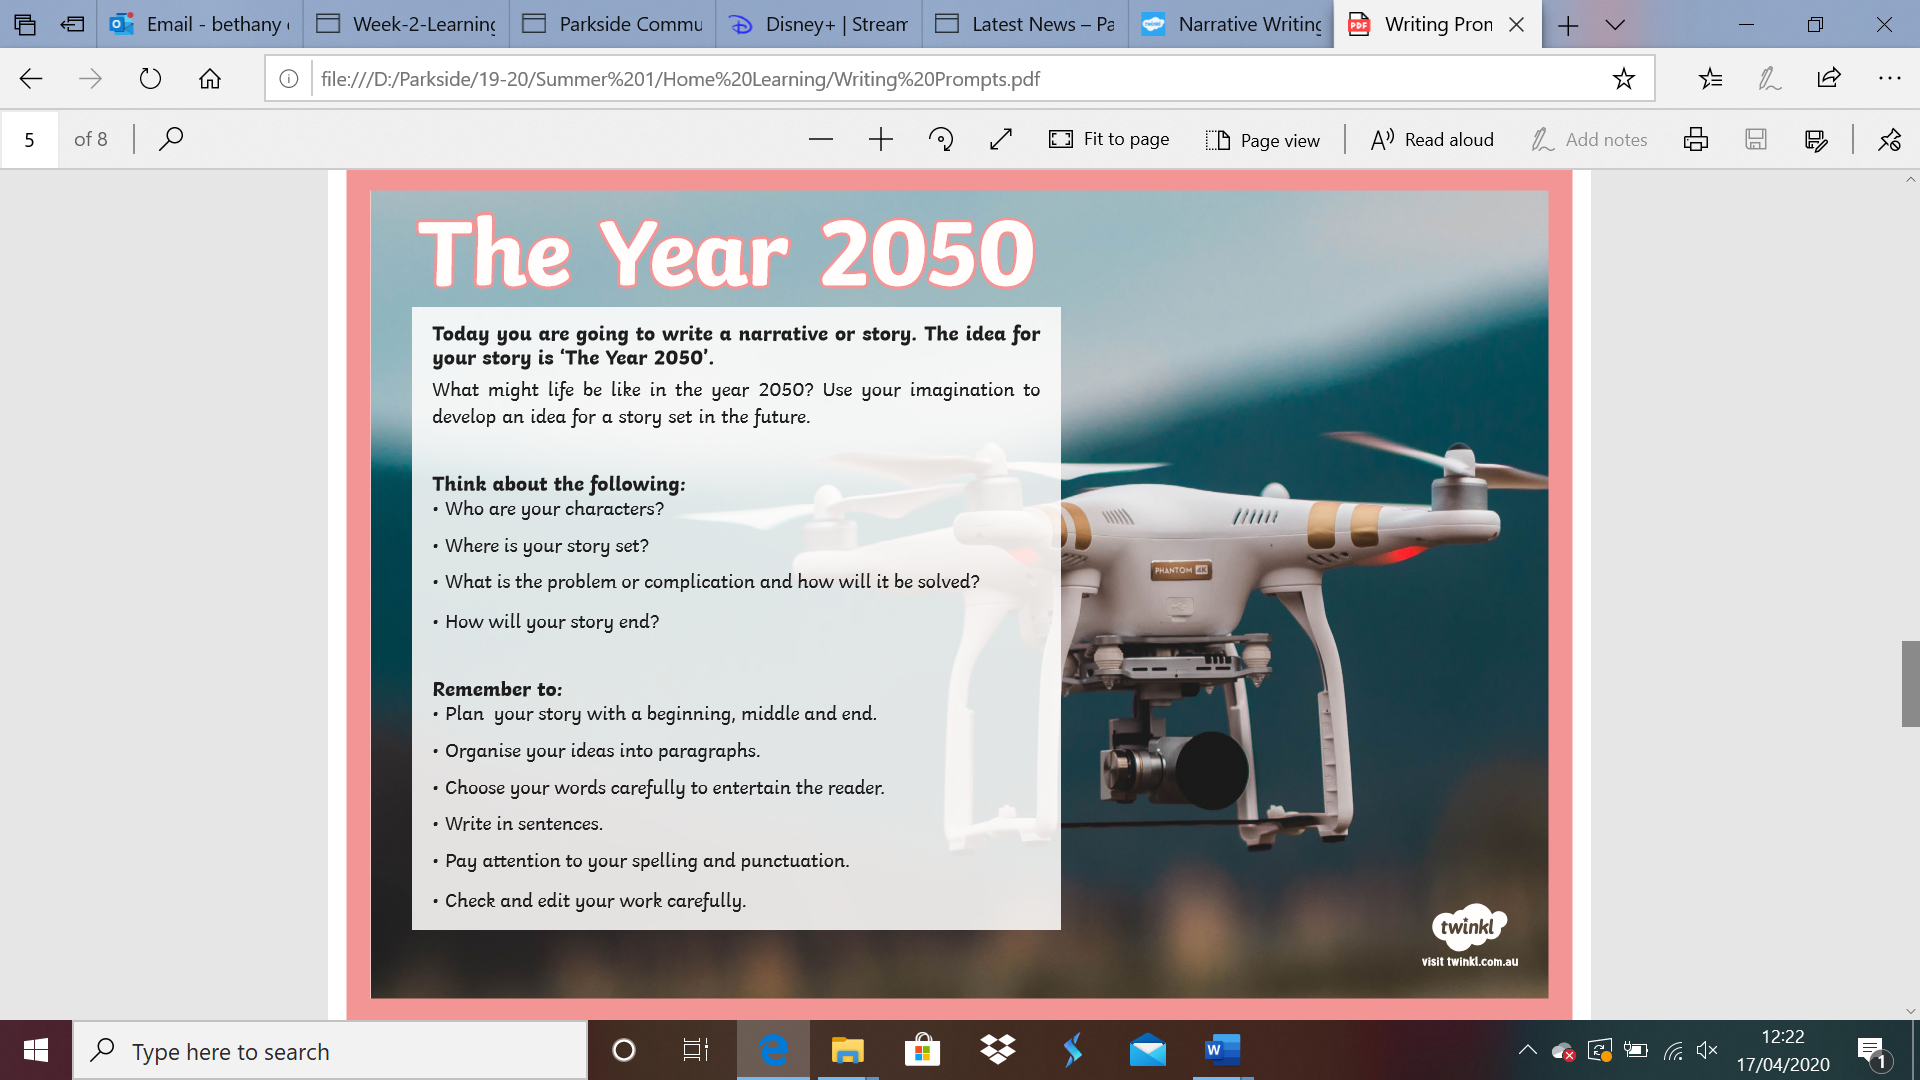 Email - bethany
Week-2-Learning
Parkside Commu
Disney+ | Stream
Latest News – Pa
Narrative Writing
Writing Pron
file:///D:/Parkside/19-20/Summer%201/Home%20Learning/Writing%20Prompts.pdf
5 of 8
Fit to page
Page view
Read aloud
Add notes
The Year 2050
Today you are going to write a narrative or story. The idea for
your story is ‘The Year 2050’.
What might life be like in the year 2050? Use your imagination to
develop an idea for a story set in the future.
Think about the following:
• Who are your characters?
• Where is your story set?
• What is the problem or complication and how will it be solved?
• How will your story end?
Remember to:
• Plan your story with a beginning, middle and end.
• Organise your ideas into paragraphs.
• Choose your words carefully to entertain the reader.
• Write in sentences.
• Pay attention to your spelling and punctuation.
• Check and edit your work carefully.
PHANTOM 4K
twinkl
visit twinkl.com.au
Type here to search
12:22
17/04/2020
1